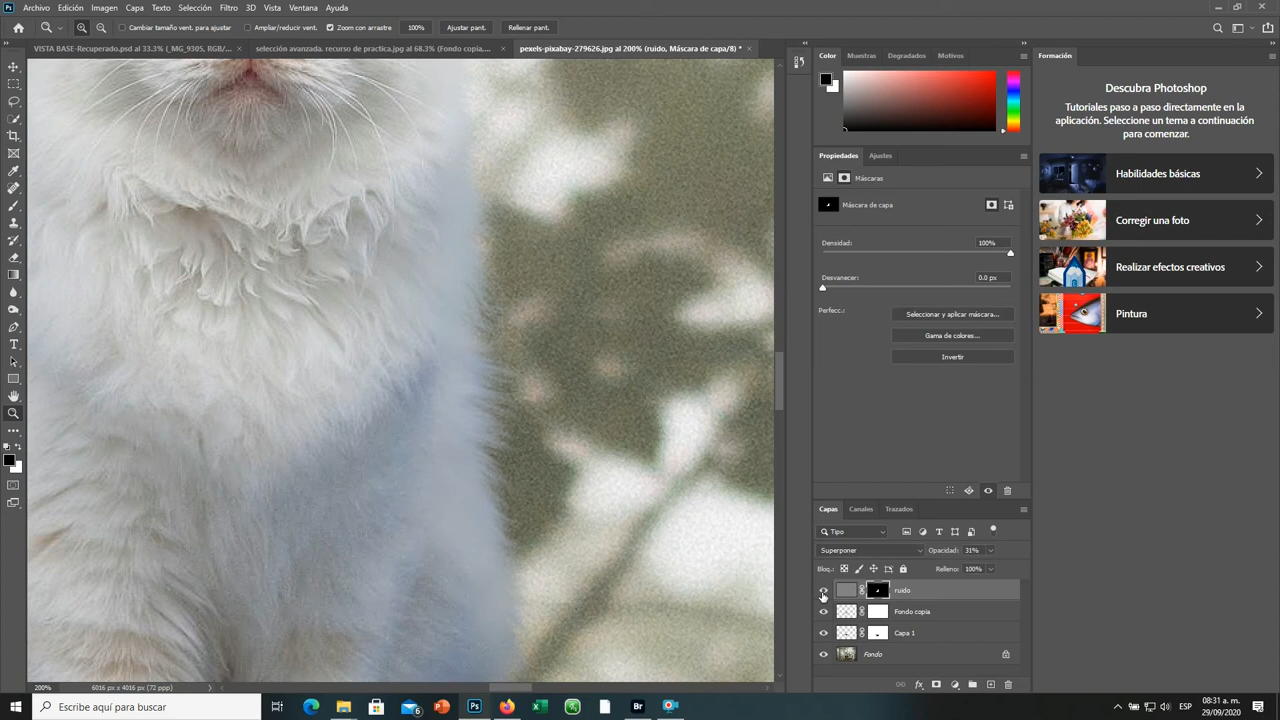 Archivo Edición Imagen Capa Texto Selección Filtro 3D Vista Ventana Ayuda
Cambiar tamaño vent. para ajustar Ampliar/reducir vent. Zoom con arrastre 100% Ajustar pant. Rellenar pant.
VISTA BASE-Recuperado.psd al 33.3% (_MG_9305, RGB/... selección avanzada. recurso de practica.jpg al 68.3% (Fondo copia,... pexels-pixabay-279626.jpg al 200% (ruido, Máscara de capa/8) *
Color Muestras Degradados Motivos
Formación
Descubra Photoshop
Tutoriales paso a paso directamente en la
aplicación. Seleccione un tema a continuación
para comenzar.
Habilidades básicas
Corregir una foto
Realizar efectos creativos
Pintura
Propiedades Ajustes
Máscaras
Máscara de capa
Densidad: 100%
Desvanecer: 0.0 px
Perfecc.: Seleccionar y aplicar máscara...
Gama de colores...
Invertir
Capas Canales Trazados
Tipo
Superponer Opacidad: 31%
Bloq.: Relleno: 100%
ruido
Fondo copia
Capa 1
Fondo
200% 6016 px x 4016 px (72 ppp)
Escribe aquí para buscar
6
Ps
Br
ESP
08:31 a. m.
29/09/2020